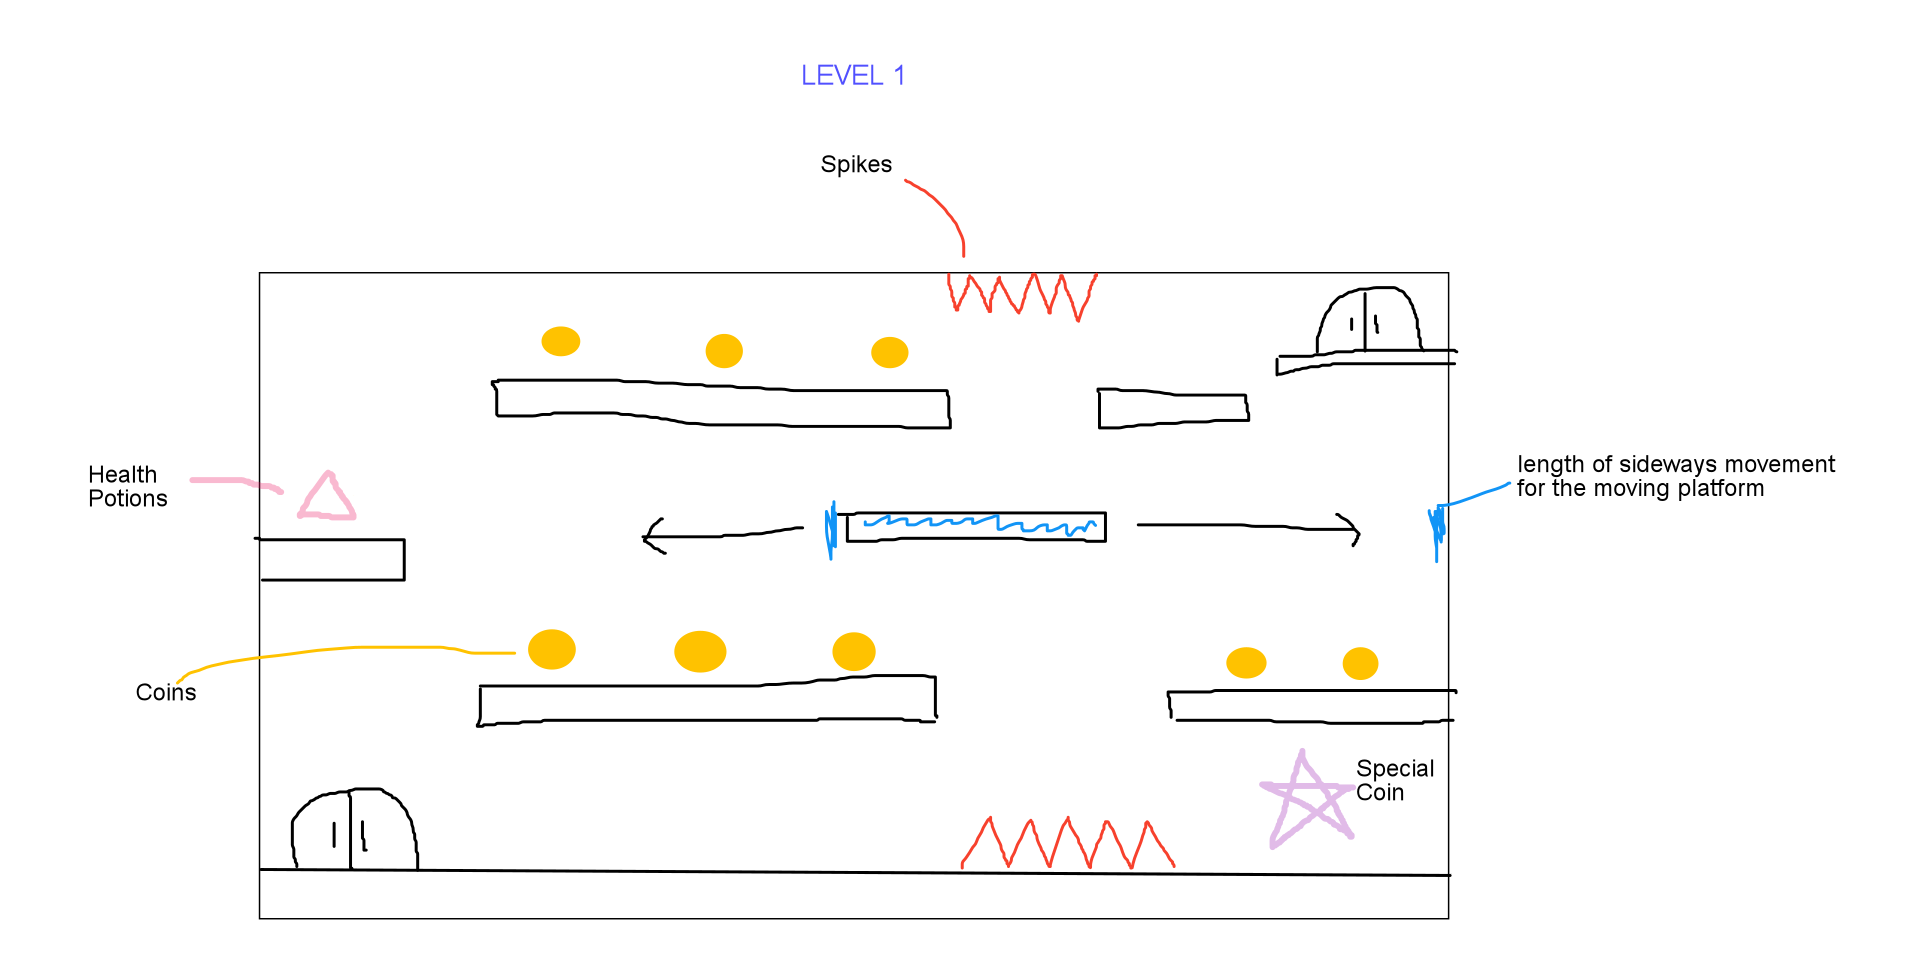 LEVEL 1
Spikes
Health
Potions
length of sideways movement
for the moving platform
Coins
Special
Coin